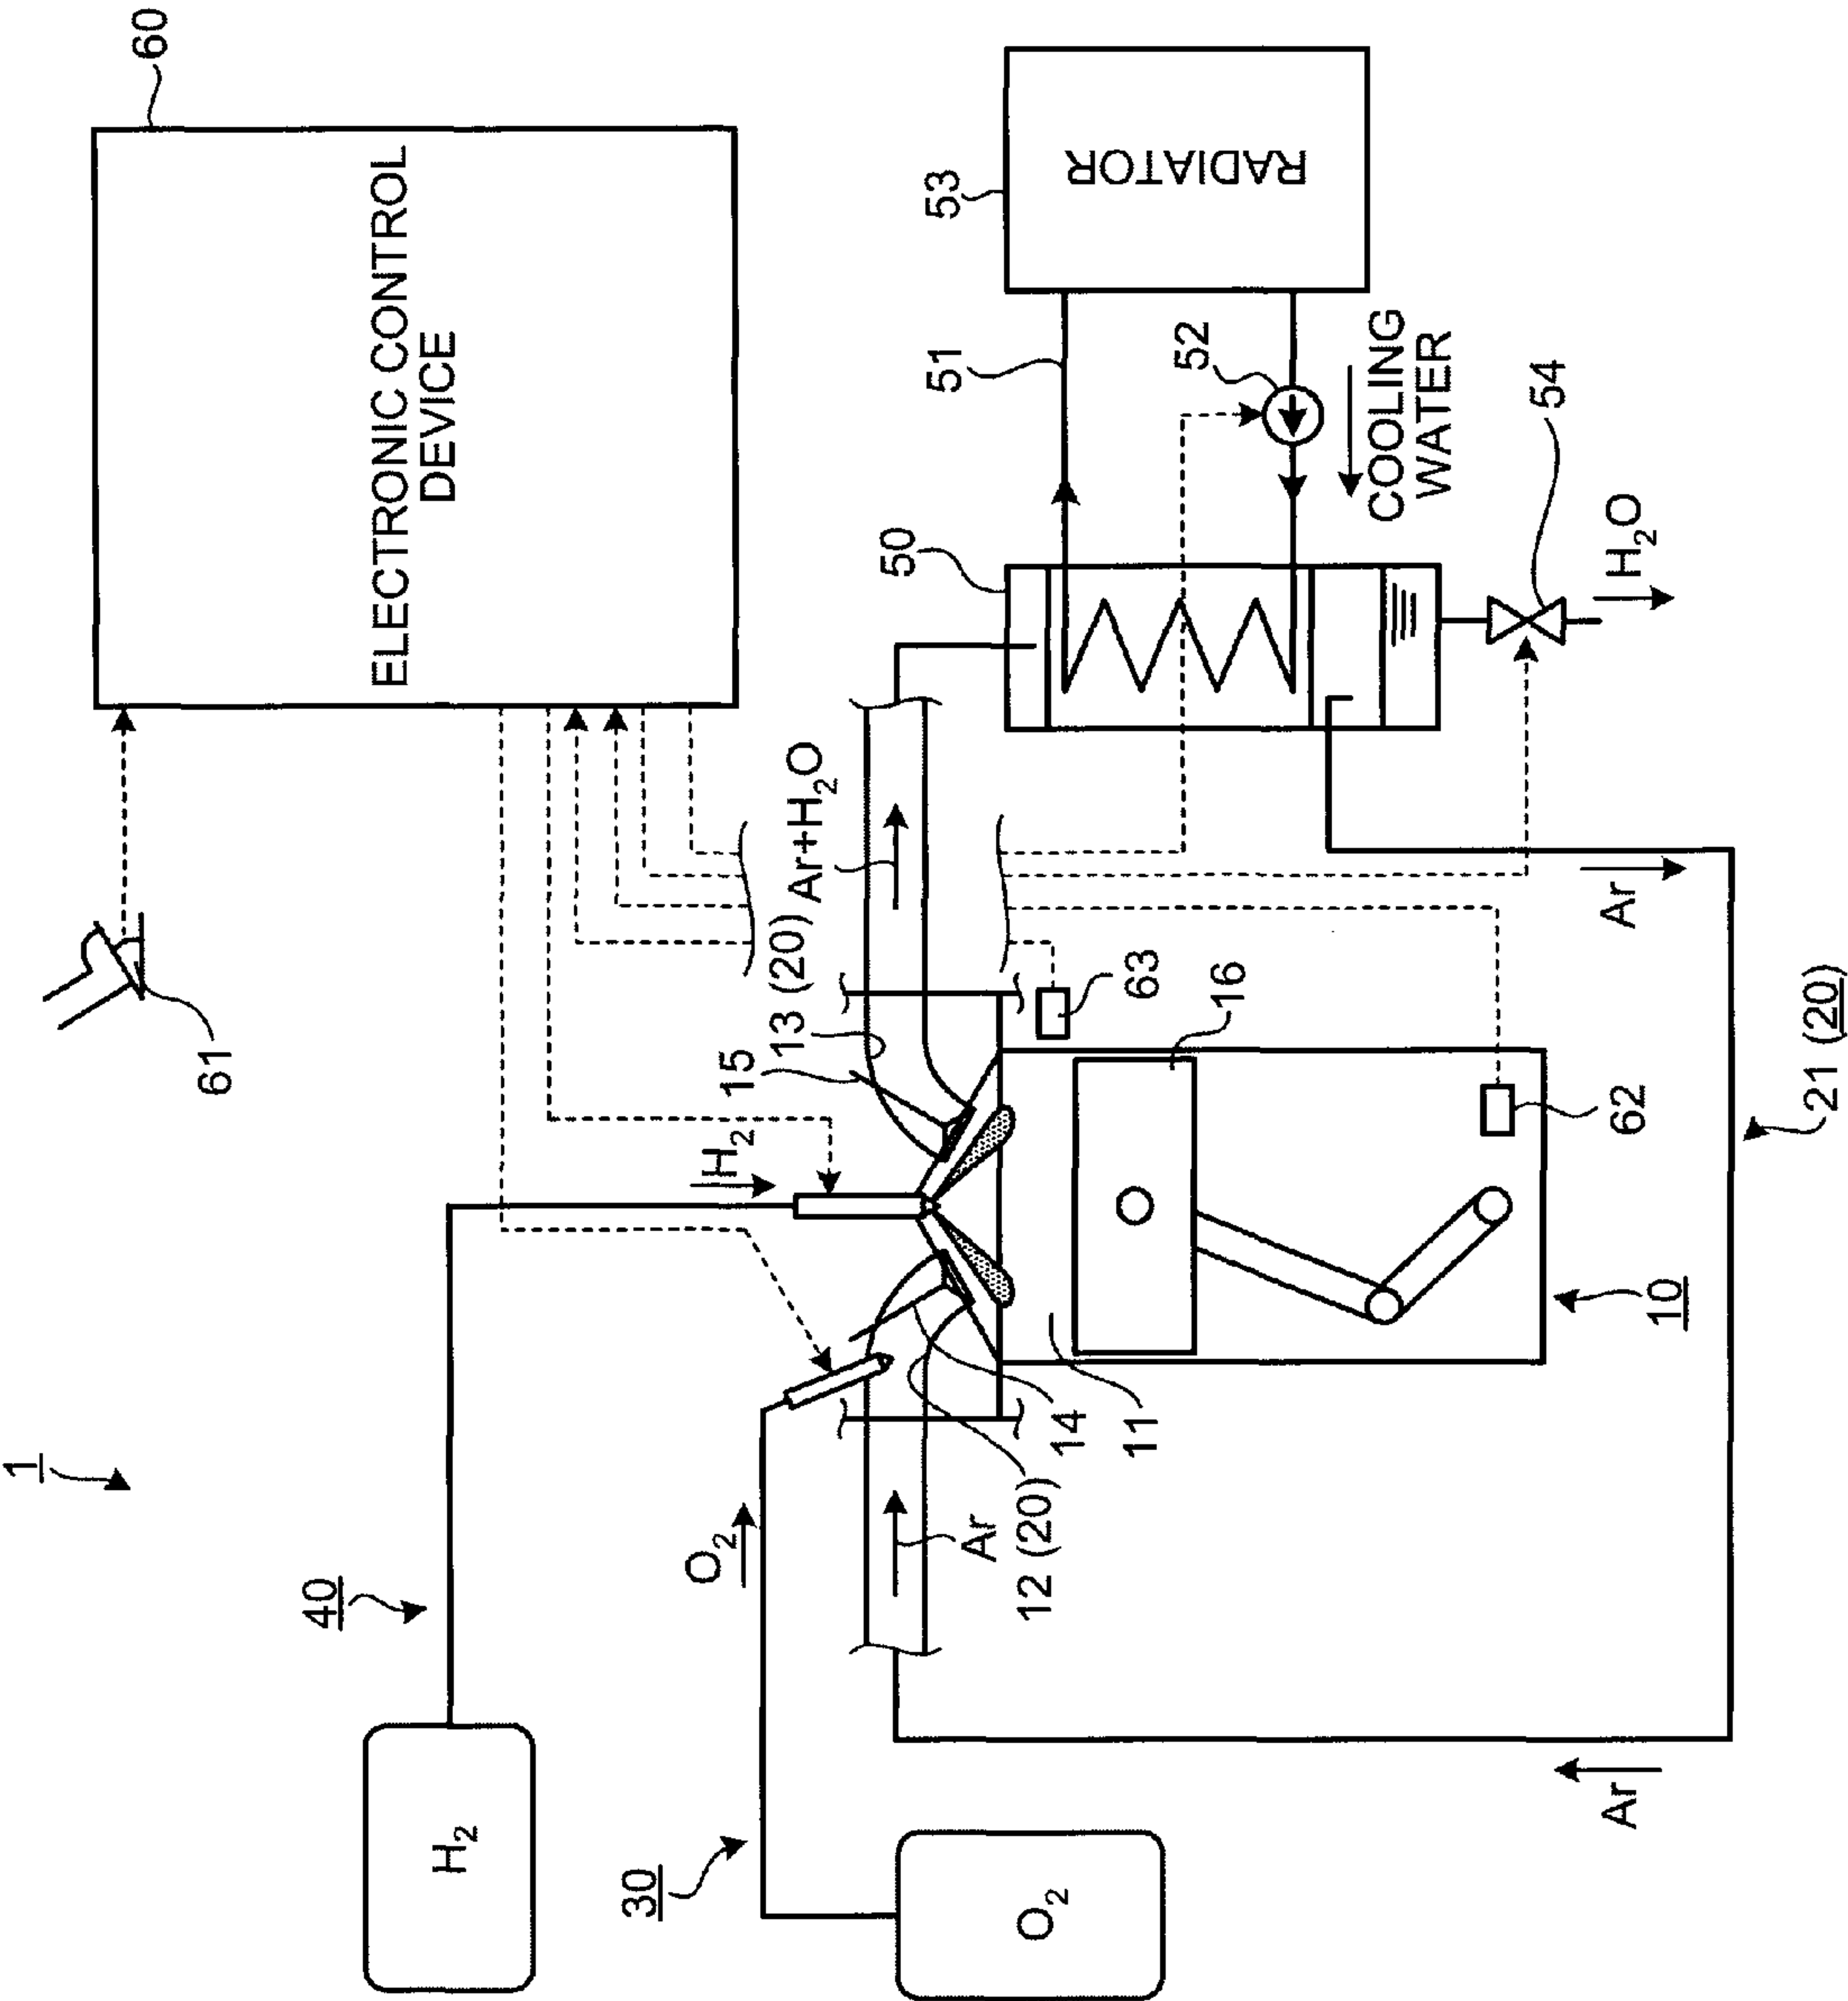 1
40
H₂
30
O₂
O₂
Ar
12 (20)
14
11
H₂
15
13 (20)
Ar+H₂O
61
60
ELECTRONIC CONTROL
DEVICE
63
16
62
10
21 (20)
Ar
Ar
50
51
52
53
RADIATOR
COOLING
WATER
54
H₂O